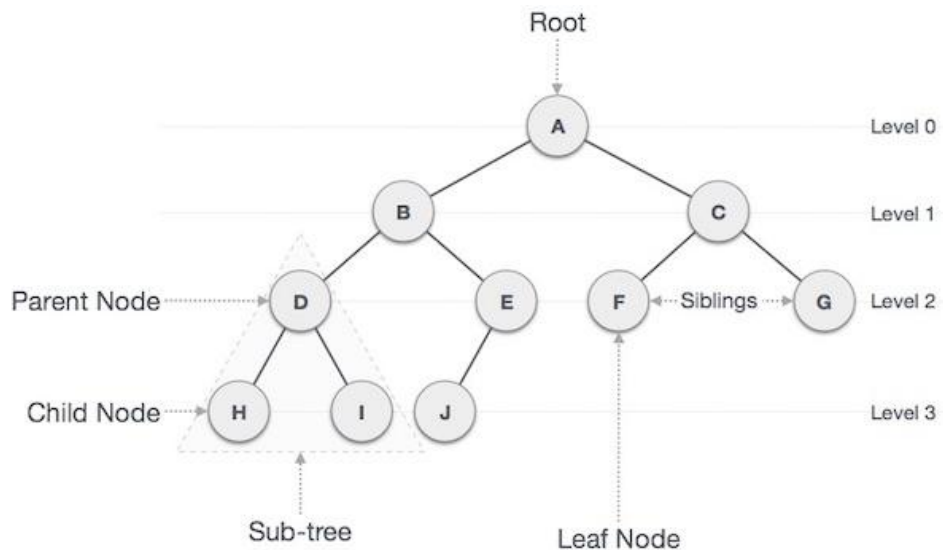 Root
A
Level 0
B
C
Level 1
Parent Node
D
E
F
Siblings
G
Level 2
Child Node
H
I
J
Level 3
Sub-tree
Leaf Node